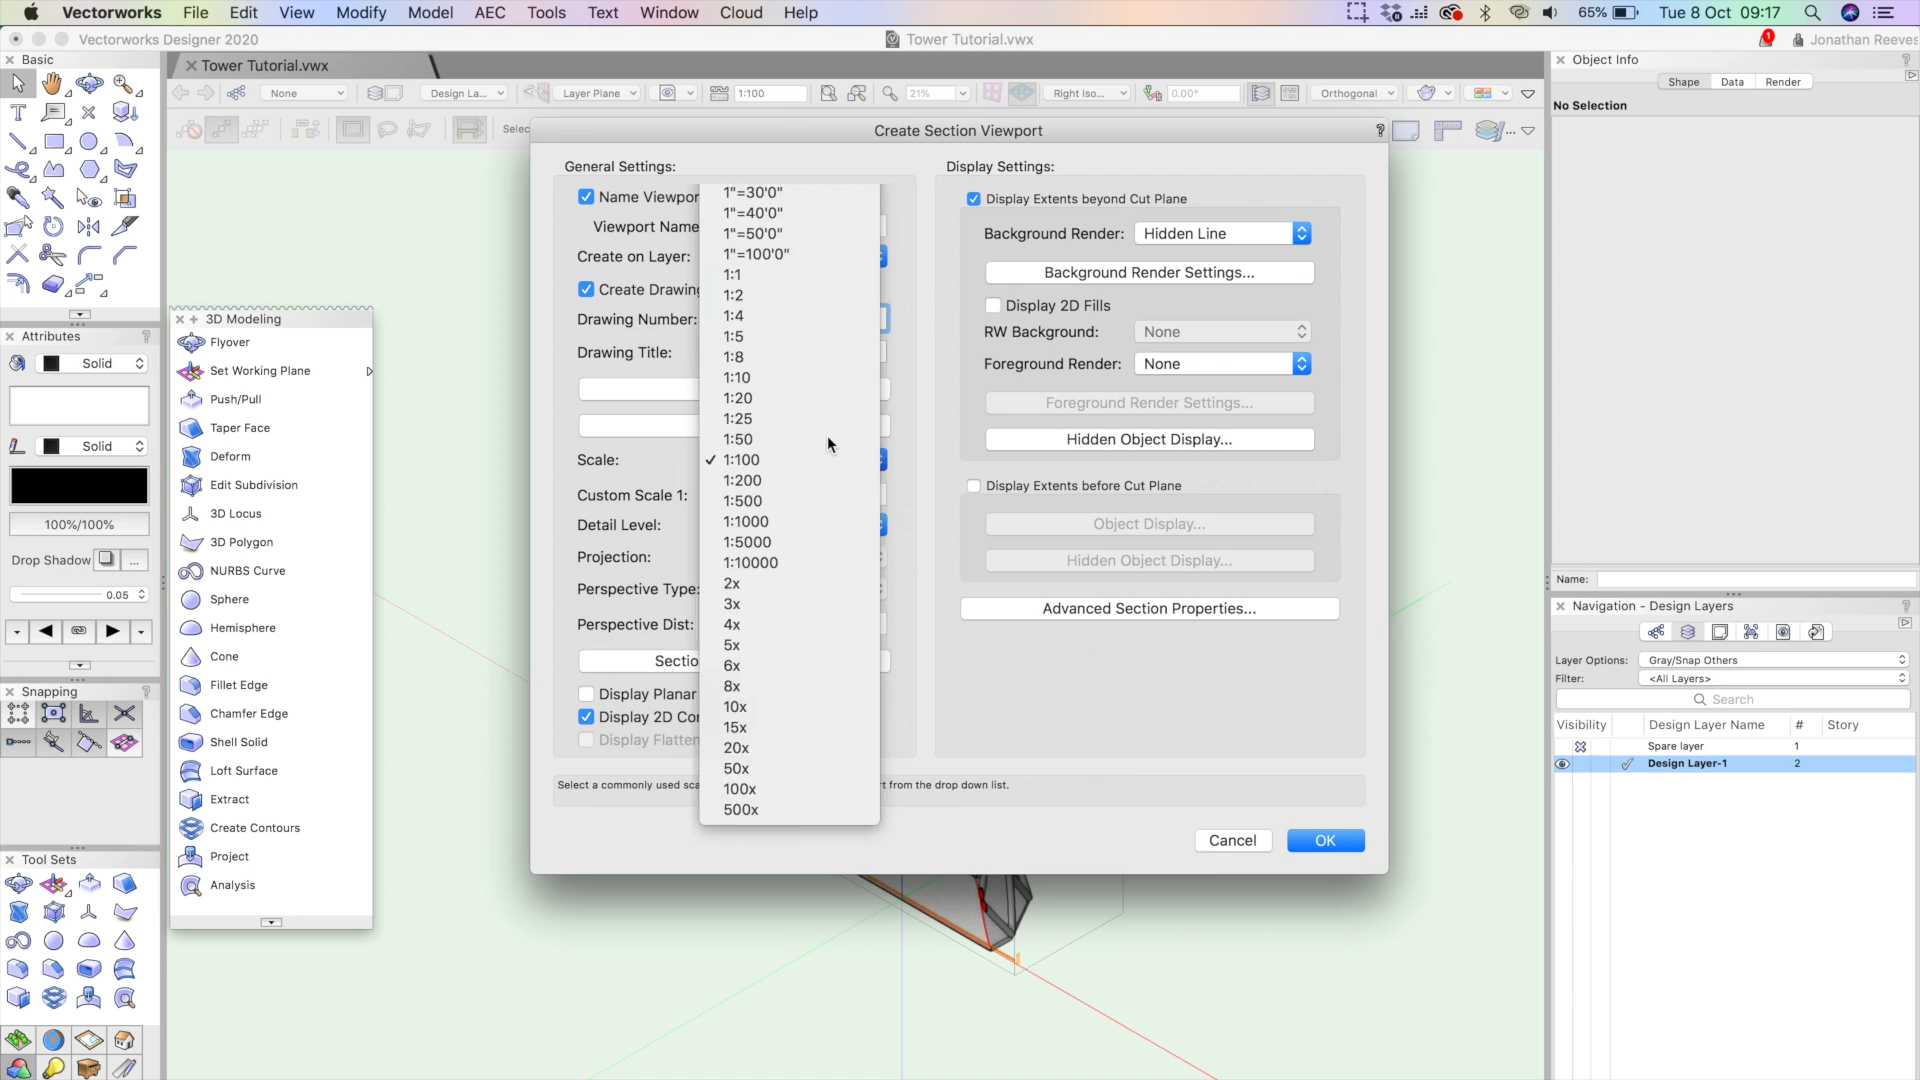 Vectorworks File Edit View Modify Model AEC Tools Text Window Cloud Help 65% Tue 8 Oct 09:17
Vectorworks Designer 2020 Tower Tutorial.vwx 1 Jonathan Reeves
Basic Tower Tutorial.vwx Object Info ?
Shape Data Render
None Design La... Layer Plane 1:100 21% Right Iso... 0.00° Orthogonal
No Selection
Selec
Create Section Viewport ?
General Settings: Display Settings:
Name Viewpor
Viewport Name
Create on Layer:
Create Drawing
Drawing Number:
Drawing Title:
Scale:
Custom Scale 1:
Detail Level:
Projection:
Perspective Type:
Perspective Dist:
Sectio
Display Planar
Display 2D Co
Display Flatten
1"=30'0"
1"=40'0"
1"=50'0"
1"=100'0"
1:1
1:2
1:4
1:5
1:8
1:10
1:20
1:25
1:50
✓ 1:100
1:200
1:500
1:1000
1:5000
1:10000
2x
3x
4x
5x
6x
8x
10x
15x
20x
50x
100x
500x
Display Extents beyond Cut Plane
Background Render: Hidden Line
Background Render Settings...
Display 2D Fills
RW Background: None
Foreground Render: None
Foreground Render Settings...
Hidden Object Display...
Display Extents before Cut Plane
Object Display...
Hidden Object Display...
Advanced Section Properties...
Select a commonly used sca rt from the drop down list.
Cancel OK
3D Modeling
Flyover
Set Working Plane
Push/Pull
Taper Face
Deform
Edit Subdivision
3D Locus
3D Polygon
NURBS Curve
Sphere
Hemisphere
Cone
Fillet Edge
Chamfer Edge
Shell Solid
Loft Surface
Extract
Create Contours
Project
Analysis
Attributes ?
Solid
Solid
100%/100%
Drop Shadow ...
0.05
Snapping ?
Tool Sets
Name:
Navigation - Design Layers ?
Layer Options: Gray/Snap Others
Filter: <All Layers>
Search
Visibility Design Layer Name # Story
Spare layer 1
Design Layer-1 2